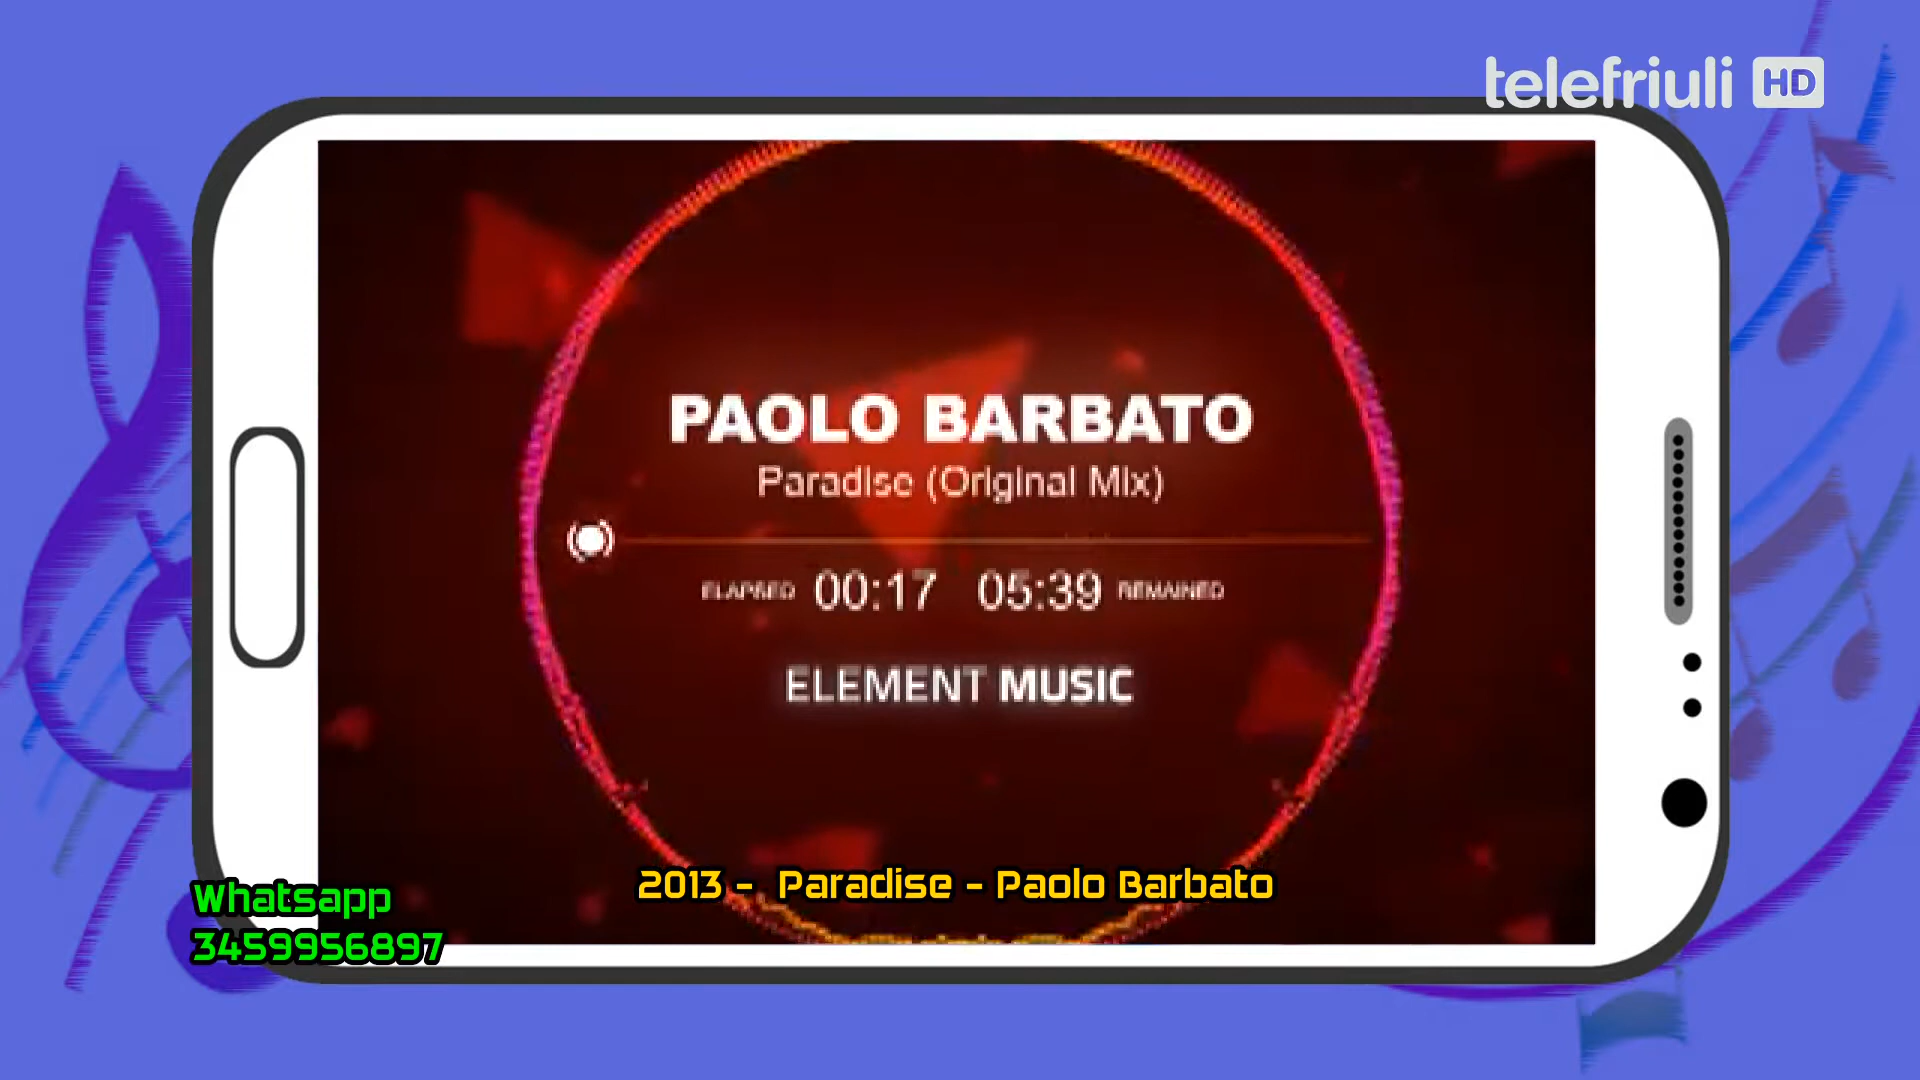 telefriuli HD
PAOLO BARBATO
Paradise (Original Mix)
ELAPSED 00:17 05:39 REMAINED
ELEMENT MUSIC
2013 - Paradise - Paolo Barbato
Whatsapp
3459956897